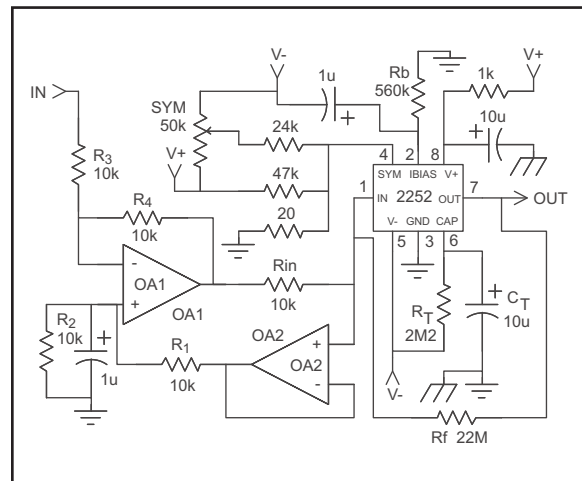 V-
V+
IN
1u
+
Rb
560k
1k
SYM
50k
24k
10u
+
V+
R3
10k
47k
4 2 8
SYM IBIAS V+
1 IN 2252 OUT 7
OUT
V- GND CAP
5 3 6
R4
10k
20
-
OA1
+
OA1
Rin
10k
RT
2M2
+
CT
10u
R2
10k
+
1u
R1
10k
OA2
+
OA2
-
V-
Rf 22M